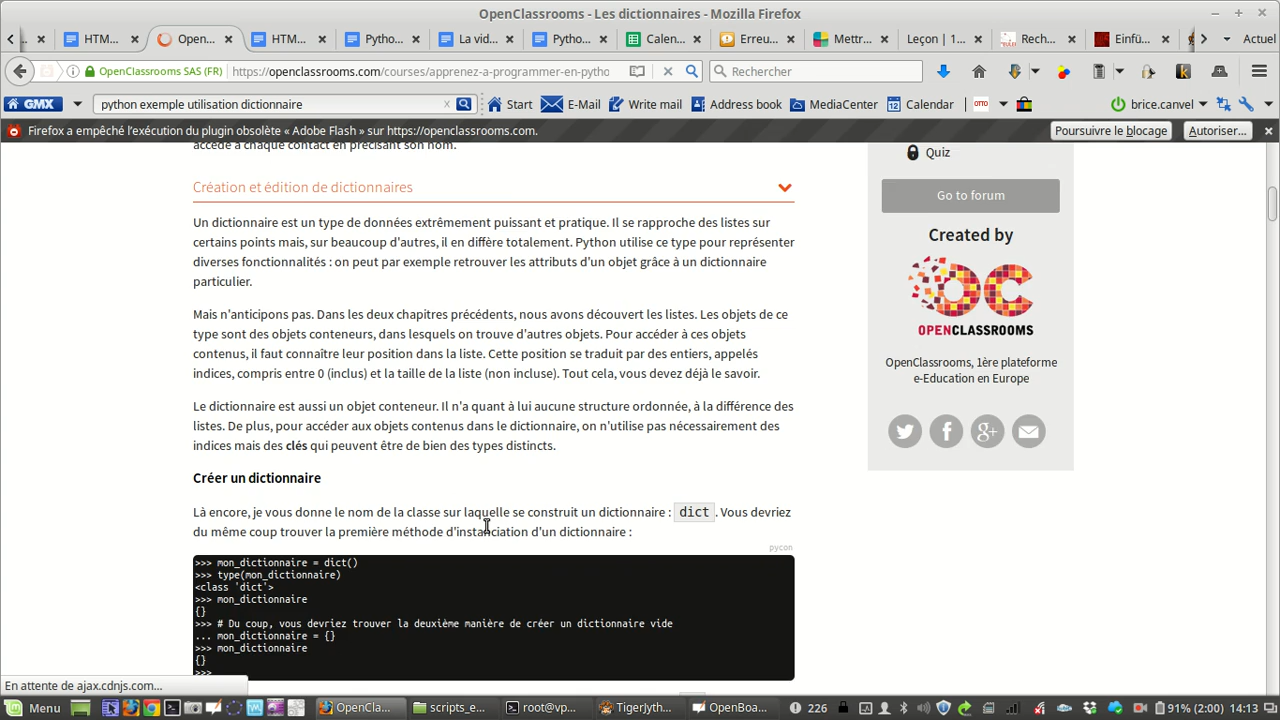 OpenClassrooms - Les dictionnaires - Mozilla Firefox
HTM... Open... HTM... Pytho... La vid... Pytho... Calen... Erreu... Mettr... Leçon | 1... Rech... Einfü... Actuel
OpenClassrooms SAS (FR) https://openclassrooms.com/courses/apprenez-a-programmer-en-pytho Rechercher
GMX python exemple utilisation dictionaire Start E-Mail Write mail Address book MediaCenter Calendar OTTO brice.canvel
Firefox a empêché l'exécution du plugin obsolète « Adobe Flash » sur https://openclassrooms.com. Poursuivre le blocage Autoriser...
accède à chaque contact en précisant son nom.
Création et édition de dictionnaires
Un dictionnaire est un type de données extrêmement puissant et pratique. Il se rapproche des listes sur
certains points mais, sur beaucoup d'autres, il en diffère totalement. Python utilise ce type pour représenter
diverses fonctionnalités : on peut par exemple retrouver les attributs d'un objet grâce à un dictionnaire
particulier.
Mais n'anticipons pas. Dans les deux chapitres précédents, nous avons découvert les listes. Les objets de ce
type sont des objets conteneurs, dans lesquels on trouve d'autres objets. Pour accéder à ces objets
contenus, il faut connaître leur position dans la liste. Cette position se traduit par des entiers, appelés
indices, compris entre 0 (inclus) et la taille de la liste (non incluse). Tout cela, vous devez déjà le savoir.
Le dictionnaire est aussi un objet conteneur. Il n'a quant à lui aucune structure ordonnée, à la différence des
listes. De plus, pour accéder aux objets contenus dans le dictionnaire, on n'utilise pas nécessairement des
indices mais des clés qui peuvent être de bien des types distincts.
Créer un dictionnaire
Là encore, je vous donne le nom de la classe sur laquelle se construit un dictionnaire : dict . Vous devriez
du même coup trouver la première méthode d'instanciation d'un dictionnaire :
pycon
>>> mon_dictionnaire = dict()
>>> type(mon_dictionnaire)
<class 'dict'>
>>> mon_dictionnaire
{}
>>> # Du coup, vous devriez trouver la deuxième manière de créer un dictionnaire vide
... mon_dictionnaire = {}
>>> mon_dictionnaire
{}
>>>
Quiz
Go to forum
Created by
OPENCLASSROOMS
OpenClassrooms, 1ère plateforme
e-Education en Europe
En attente de ajax.cdnjs.com...
Menu OpenCla... scripts_e... root@vp... TigerJyth... OpenBoa... 226 91% (2:00) 14:13